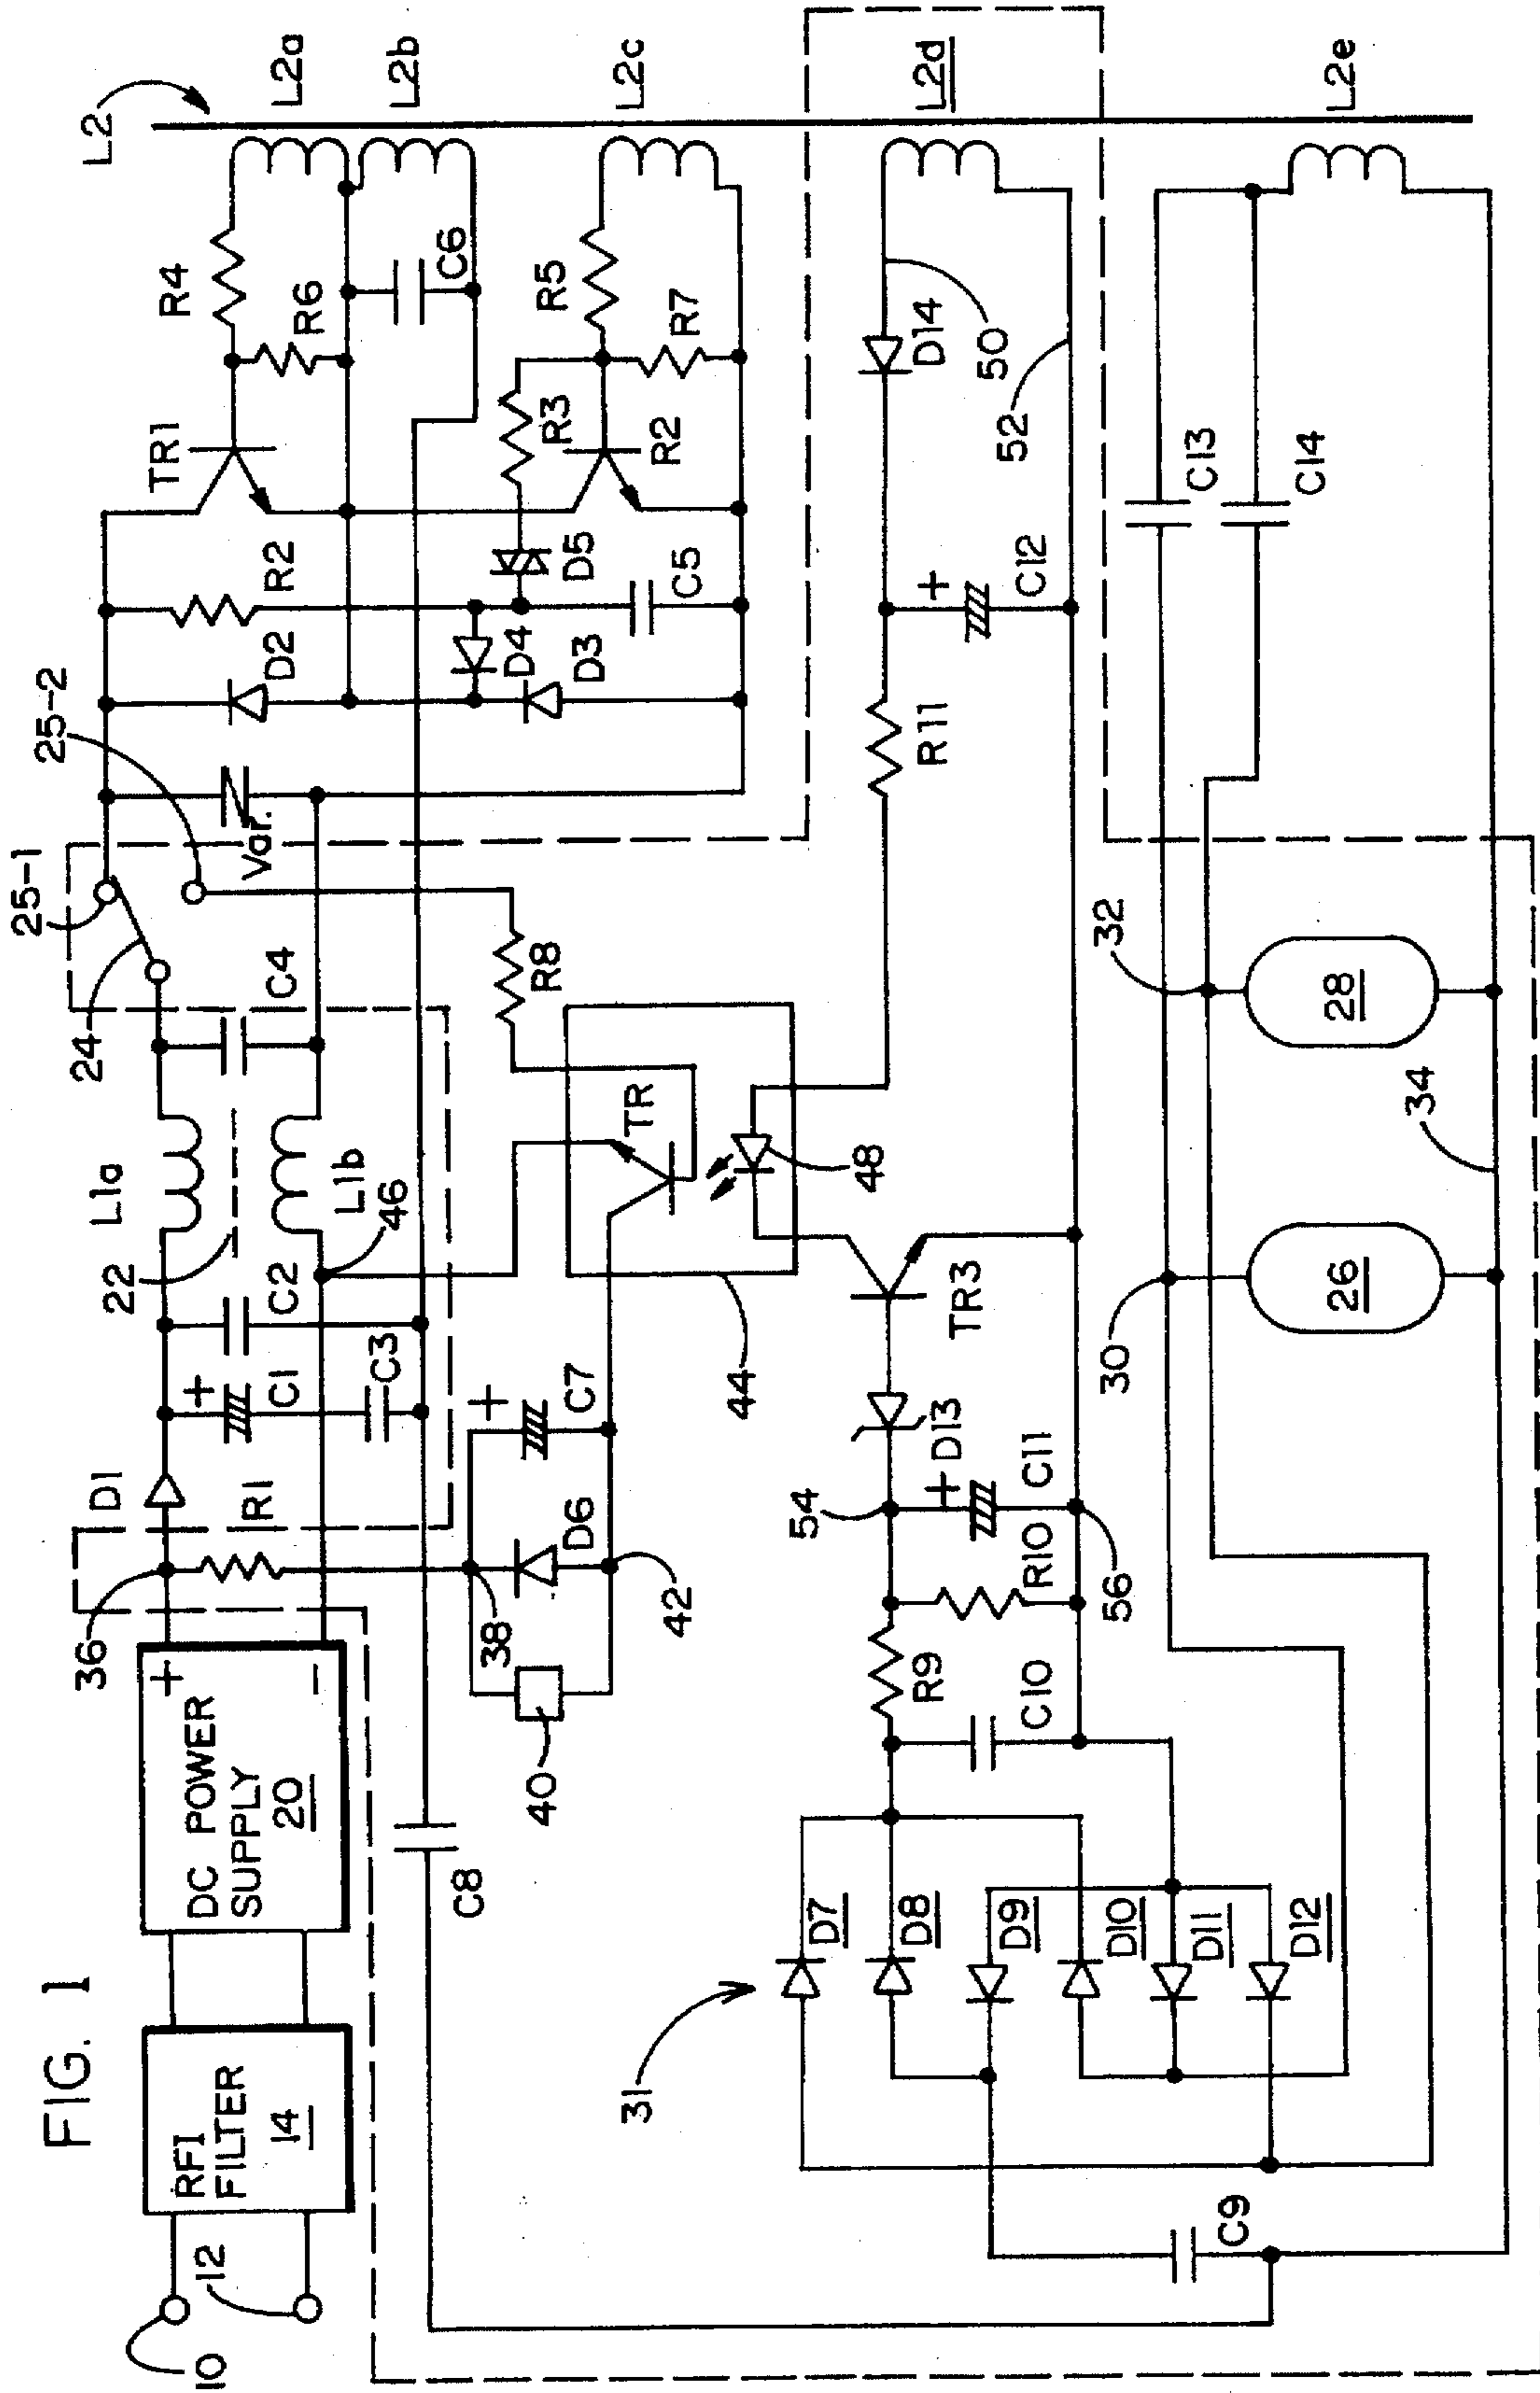 FIG. 1
10
12
RFI
FILTER
14
DC POWER
SUPPLY
20
+
−
36
D1
R1
+
C1
C2
C3
22
L1a
L1b
46
24
C4
25-1
25-2
Var.
D2
R2
D4
D3
D5
C5
TR1
R4
R6
R3
R2
R5
R7
C6
L2
L2a
L2b
L2c
L2d
L2e
C8
40
38
42
D6
+
C7
44
TR
R8
48
R11
+
C12
D14
50
52
31
D7
D8
D9
D10
D11
D12
C9
C10
R9
R10
54
56
+
C11
D13
TR3
30
26
32
28
34
C13
C14